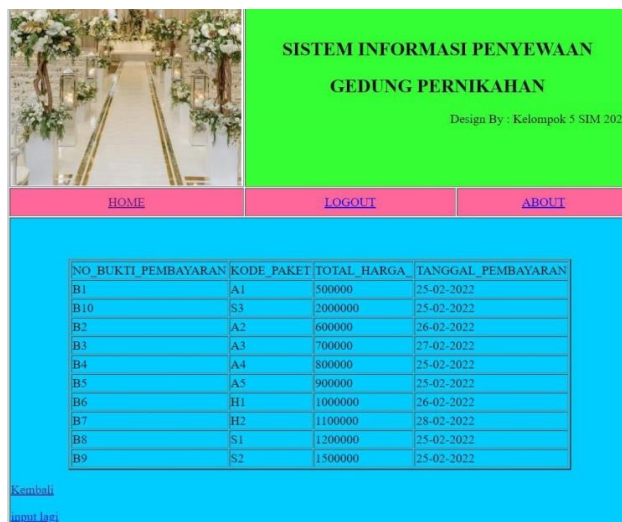 SISTEM INFORMASI PENYEWAAN
GEDUNG PERNIKAHAN
Design By : Kelompok 5 SIM 202
HOME LOGOUT ABOUT
NO_BUKTI_PEMBAYARAN KODE_PAKET TOTAL_HARGA_ TANGGAL_PEMBAYARAN
B1 A1 500000 25-02-2022
B10 S3 2000000 25-02-2022
B2 A2 600000 26-02-2022
B3 A3 700000 27-02-2022
B4 A4 800000 25-02-2022
B5 A5 900000 25-02-2022
B6 H1 1000000 26-02-2022
B7 H2 1100000 28-02-2022
B8 S1 1200000 25-02-2022
B9 S2 1500000 25-02-2022
Kembali
input lagi